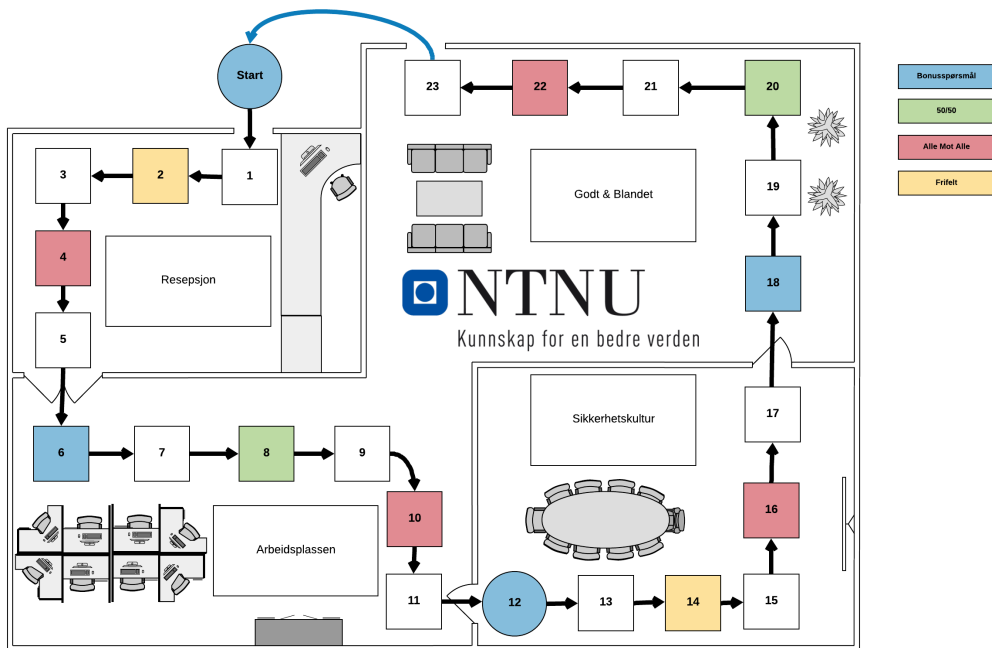 Start
23
22
21
20
Bonusspørsmål
50/50
Alle Mot Alle
Frifelt
3
2
1
19
Godt & Blandet
4
Resepsjon
18
NTNU
Kunnskap for en bedre verden
5
17
Sikkerhetskultur
6
7
8
9
10
16
Arbeidsplassen
11
12
13
14
15